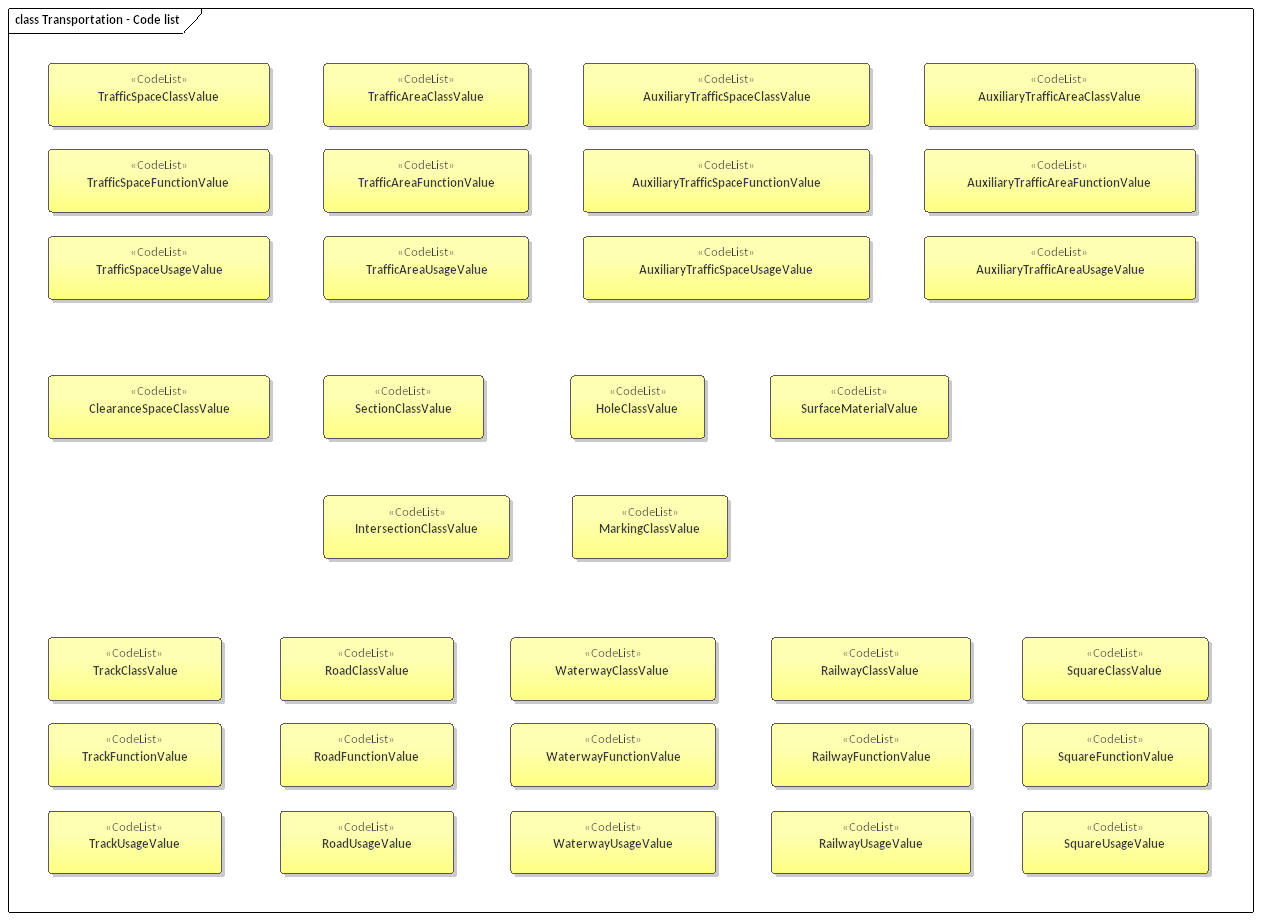 class Transportation - Code list
«CodeList»
TrafficSpaceClassValue
«CodeList»
TrafficAreaClassValue
«CodeList»
AuxiliaryTrafficSpaceClassValue
«CodeList»
AuxiliaryTrafficAreaClassValue
«CodeList»
TrafficSpaceFunctionValue
«CodeList»
TrafficAreaFunctionValue
«CodeList»
AuxiliaryTrafficSpaceFunctionValue
«CodeList»
AuxiliaryTrafficAreaFunctionValue
«CodeList»
TrafficSpaceUsageValue
«CodeList»
TrafficAreaUsageValue
«CodeList»
AuxiliaryTrafficSpaceUsageValue
«CodeList»
AuxiliaryTrafficAreaUsageValue
«CodeList»
ClearanceSpaceClassValue
«CodeList»
SectionClassValue
«CodeList»
HoleClassValue
«CodeList»
SurfaceMaterialValue
«CodeList»
IntersectionClassValue
«CodeList»
MarkingClassValue
«CodeList»
TrackClassValue
«CodeList»
RoadClassValue
«CodeList»
WaterwayClassValue
«CodeList»
RailwayClassValue
«CodeList»
SquareClassValue
«CodeList»
TrackFunctionValue
«CodeList»
RoadFunctionValue
«CodeList»
WaterwayFunctionValue
«CodeList»
RailwayFunctionValue
«CodeList»
SquareFunctionValue
«CodeList»
TrackUsageValue
«CodeList»
RoadUsageValue
«CodeList»
WaterwayUsageValue
«CodeList»
RailwayUsageValue
«CodeList»
SquareUsageValue